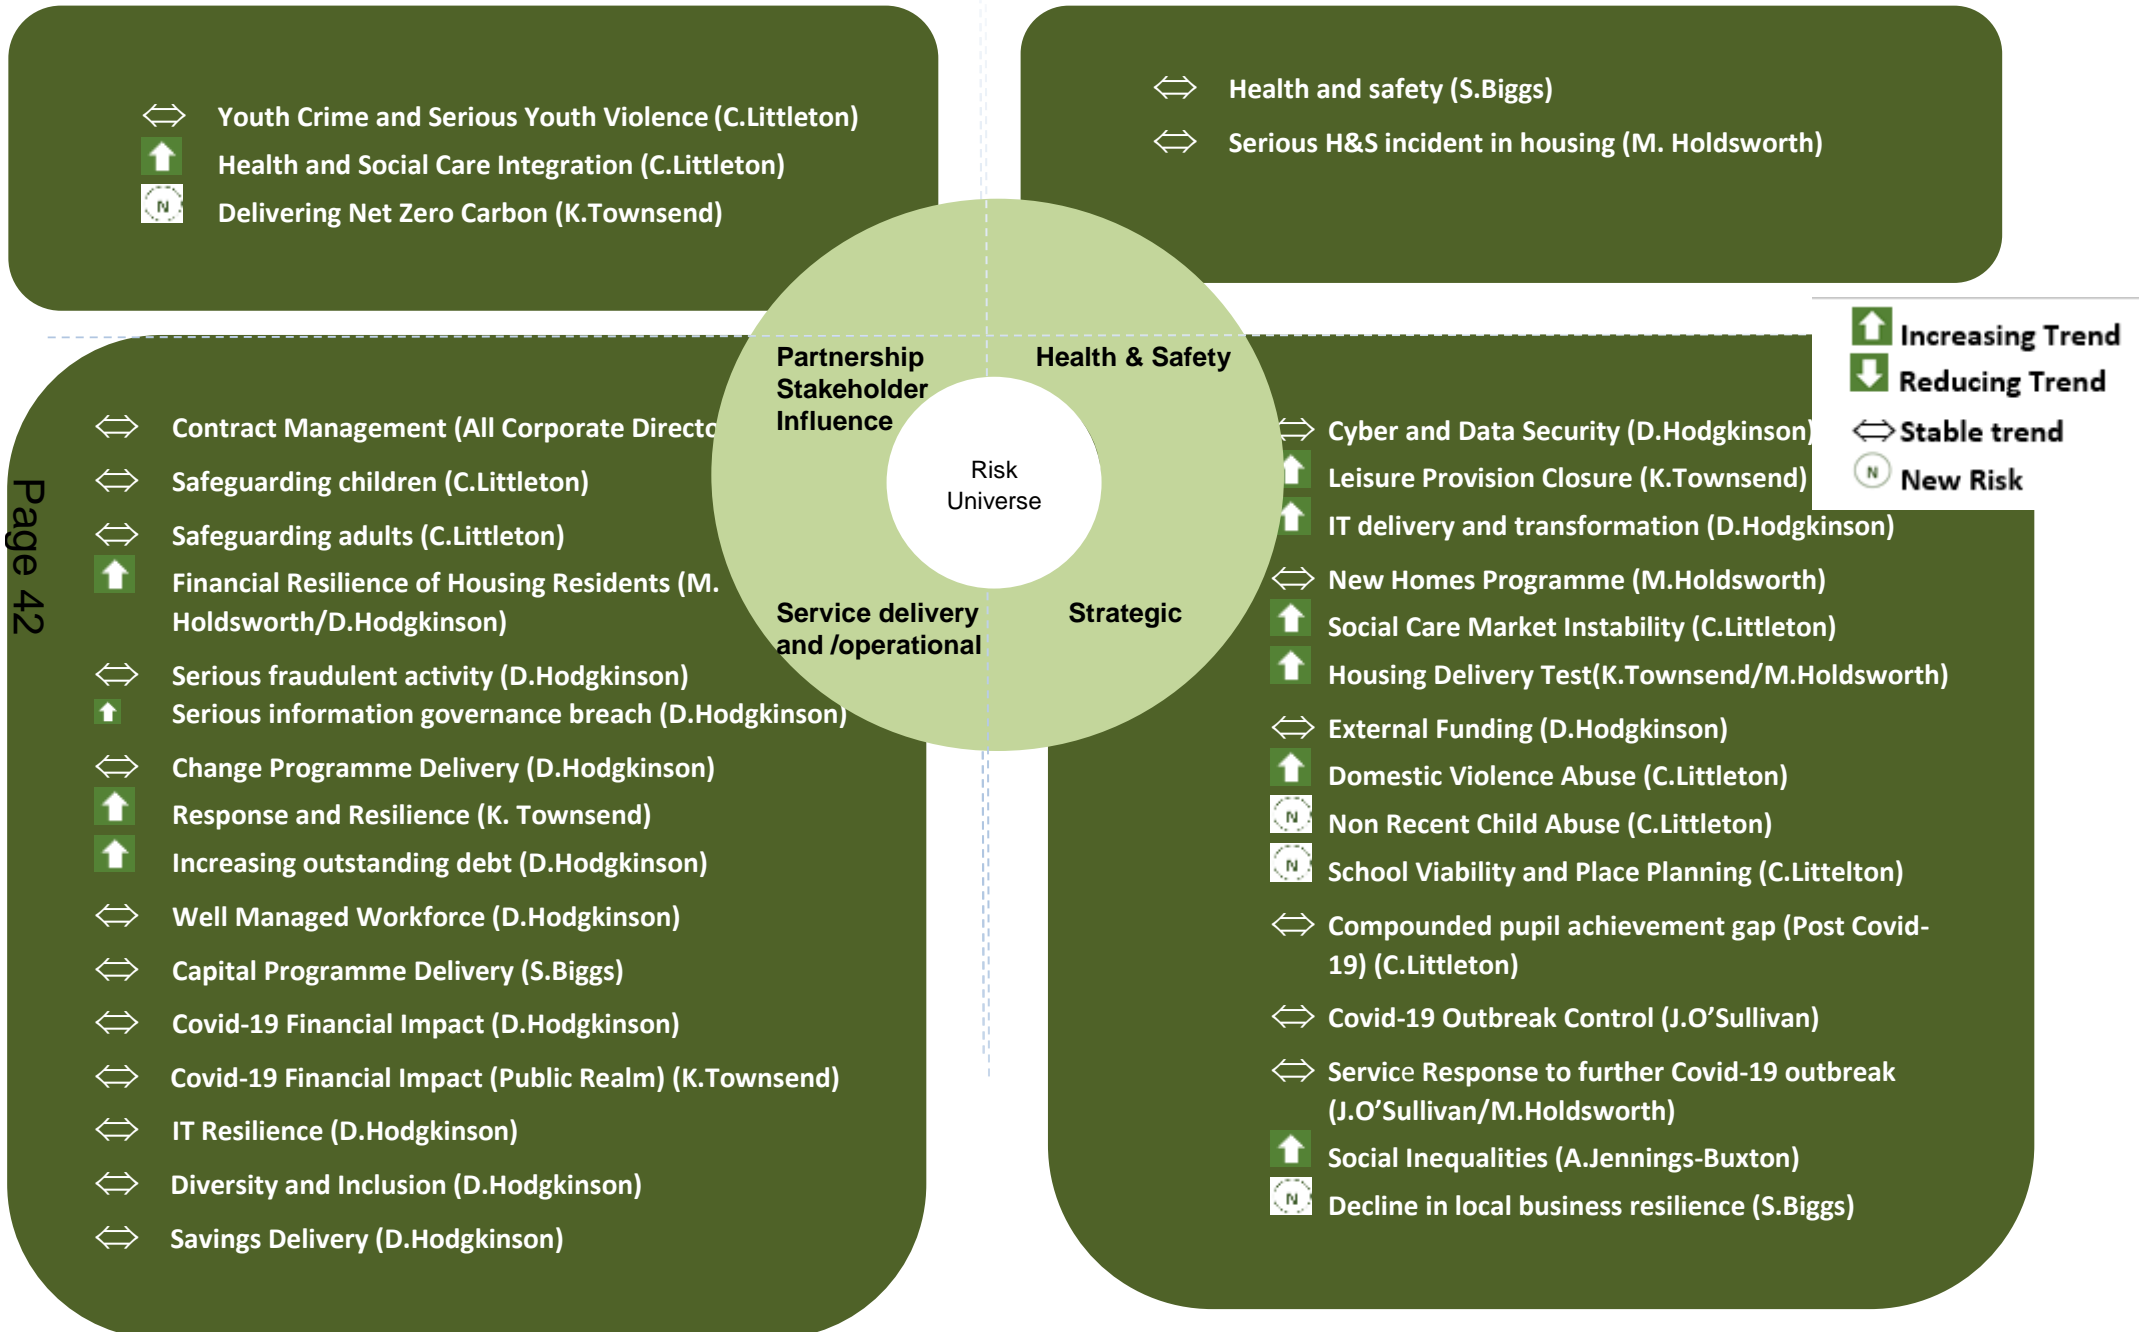 Youth Crime and Serious Youth Violence (C.Littleton)
Health and Social Care Integration (C.Littleton)
N
Delivering Net Zero Carbon (K.Townsend)
Health and safety (S.Biggs)
Serious H&S incident in housing (M. Holdsworth)
Increasing Trend
Reducing Trend
Stable trend
N
New Risk
Partnership
Stakeholder
Influence
Health & Safety
Risk
Universe
Service delivery
and /operational
Strategic
Contract Management (All Corporate Directo
Safeguarding children (C.Littleton)
Safeguarding adults (C.Littleton)
Financial Resilience of Housing Residents (M.
Holdsworth/D.Hodgkinson)
Serious fraudulent activity (D.Hodgkinson)
Serious information governance breach (D.Hodgkinson)
Change Programme Delivery (D.Hodgkinson)
Response and Resilience (K. Townsend)
Increasing outstanding debt (D.Hodgkinson)
Well Managed Workforce (D.Hodgkinson)
Capital Programme Delivery (S.Biggs)
Covid-19 Financial Impact (D.Hodgkinson)
Covid-19 Financial Impact (Public Realm) (K.Townsend)
IT Resilience (D.Hodgkinson)
Diversity and Inclusion (D.Hodgkinson)
Savings Delivery (D.Hodgkinson)
Cyber and Data Security (D.Hodgkinson)
Leisure Provision Closure (K.Townsend)
IT delivery and transformation (D.Hodgkinson)
New Homes Programme (M.Holdsworth)
Social Care Market Instability (C.Littleton)
Housing Delivery Test(K.Townsend/M.Holdsworth)
External Funding (D.Hodgkinson)
Domestic Violence Abuse (C.Littleton)
N
Non Recent Child Abuse (C.Littleton)
N
School Viability and Place Planning (C.Littelton)
Compounded pupil achievement gap (Post Covid-
19) (C.Littleton)
Covid-19 Outbreak Control (J.O’Sullivan)
Service Response to further Covid-19 outbreak
(J.O’Sullivan/M.Holdsworth)
Social Inequalities (A.Jennings-Buxton)
N
Decline in local business resilience (S.Biggs)
Page 42